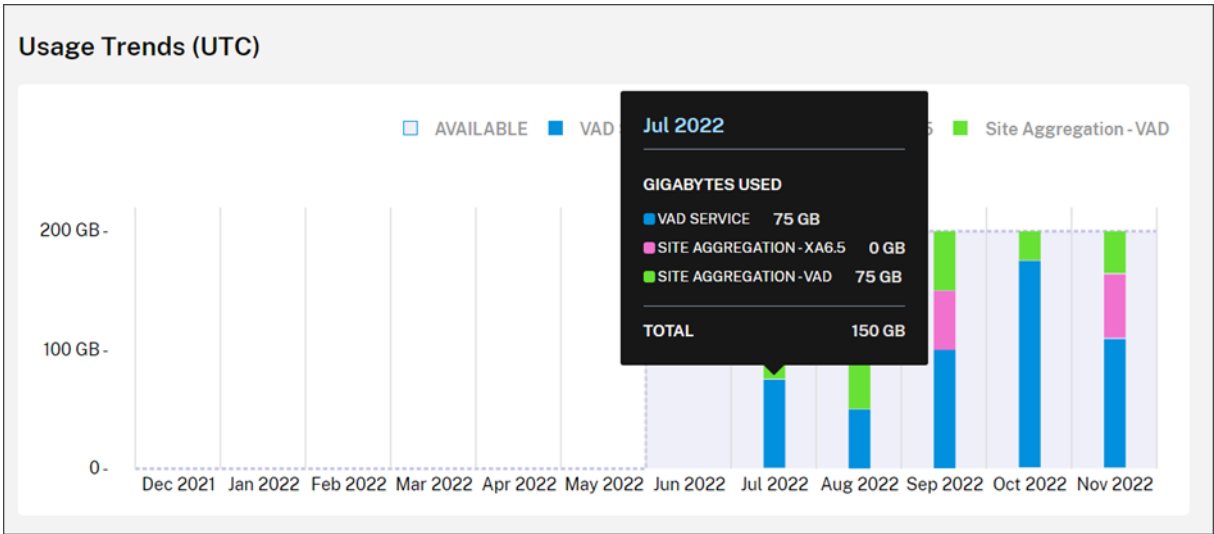 Usage Trends (UTC)
AVAILABLE VAD 5 Site Aggregation - VAD
Jul 2022
GIGABYTES USED
VAD SERVICE 75 GB
SITE AGGREGATION - XA6.5 0 GB
SITE AGGREGATION - VAD 75 GB
TOTAL 150 GB
200 GB -
100 GB -
0 -
Dec 2021 Jan 2022 Feb 2022 Mar 2022 Apr 2022 May 2022 Jun 2022 Jul 2022 Aug 2022 Sep 2022 Oct 2022 Nov 2022